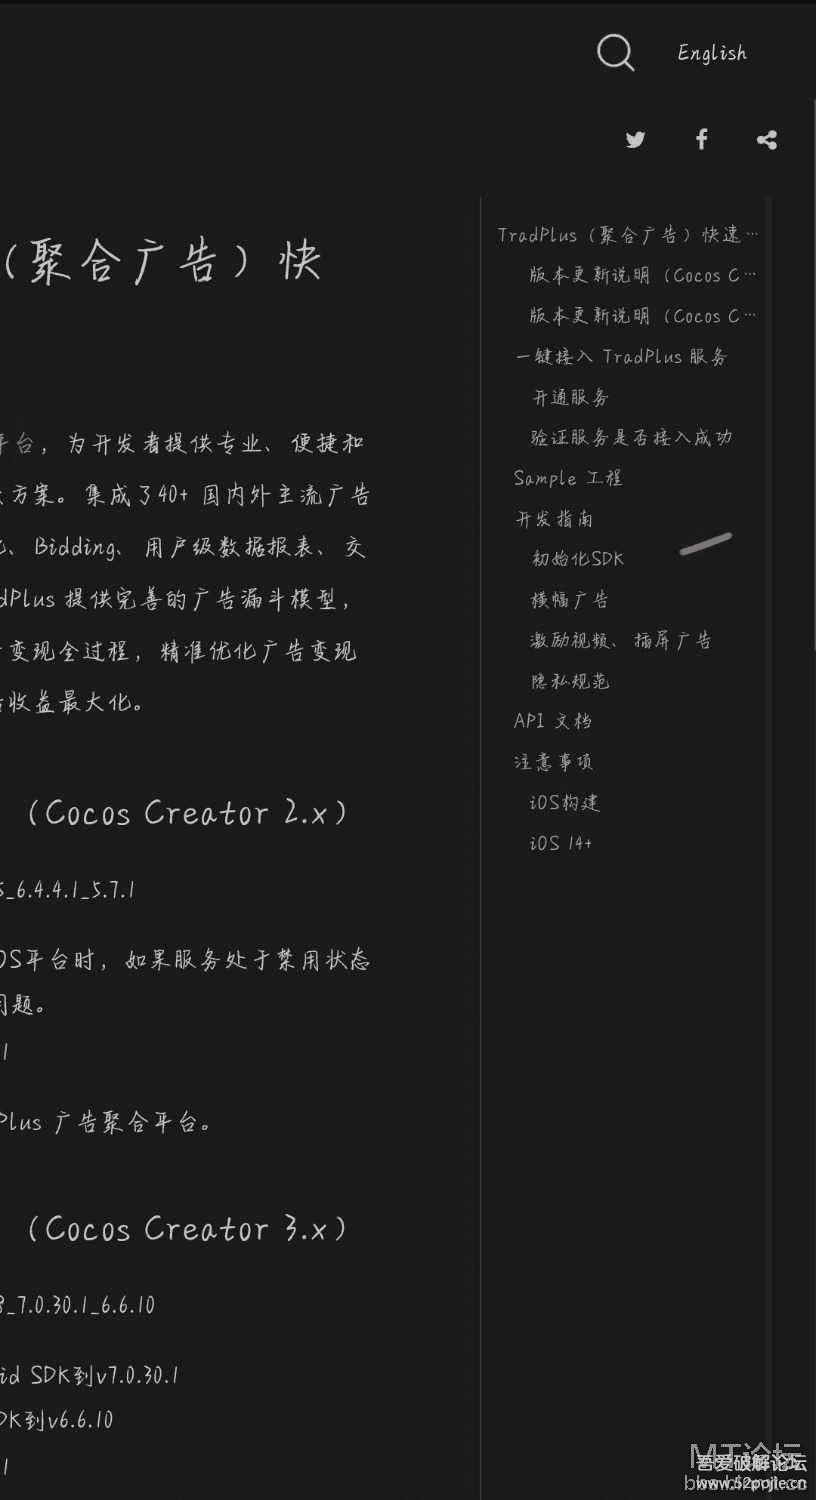 English
（聚合广告）快
平台，为开发者提供专业、便捷和
方案。集成了40+ 国内外主流广告
、Bidding、用户级数据报表、交
dPlus 提供完善的广告漏斗模型，
变现全过程，精准优化广告变现
收益最大化。
（Cocos Creator 2.x）
_6.4.4.1_5.7.1
OS平台时，如果服务处于禁用状态
问题。
1
Plus 广告聚合平台。
（Cocos Creator 3.x）
_7.0.30.1_6.6.10
id SDK到v7.0.30.1
DK到v6.6.10
1
TradPlus（聚合广告）快速…
版本更新说明（Cocos C…
版本更新说明（Cocos C…
一键接入 TradPlus 服务
开通服务
验证服务是否接入成功
Sample 工程
开发指南
初始化SDK
横幅广告
激励视频、插屏广告
隐私规范
API 文档
注意事项
iOS构建
iOS 14+
MT论坛
吾爱破解论坛
www.52pojie.cn